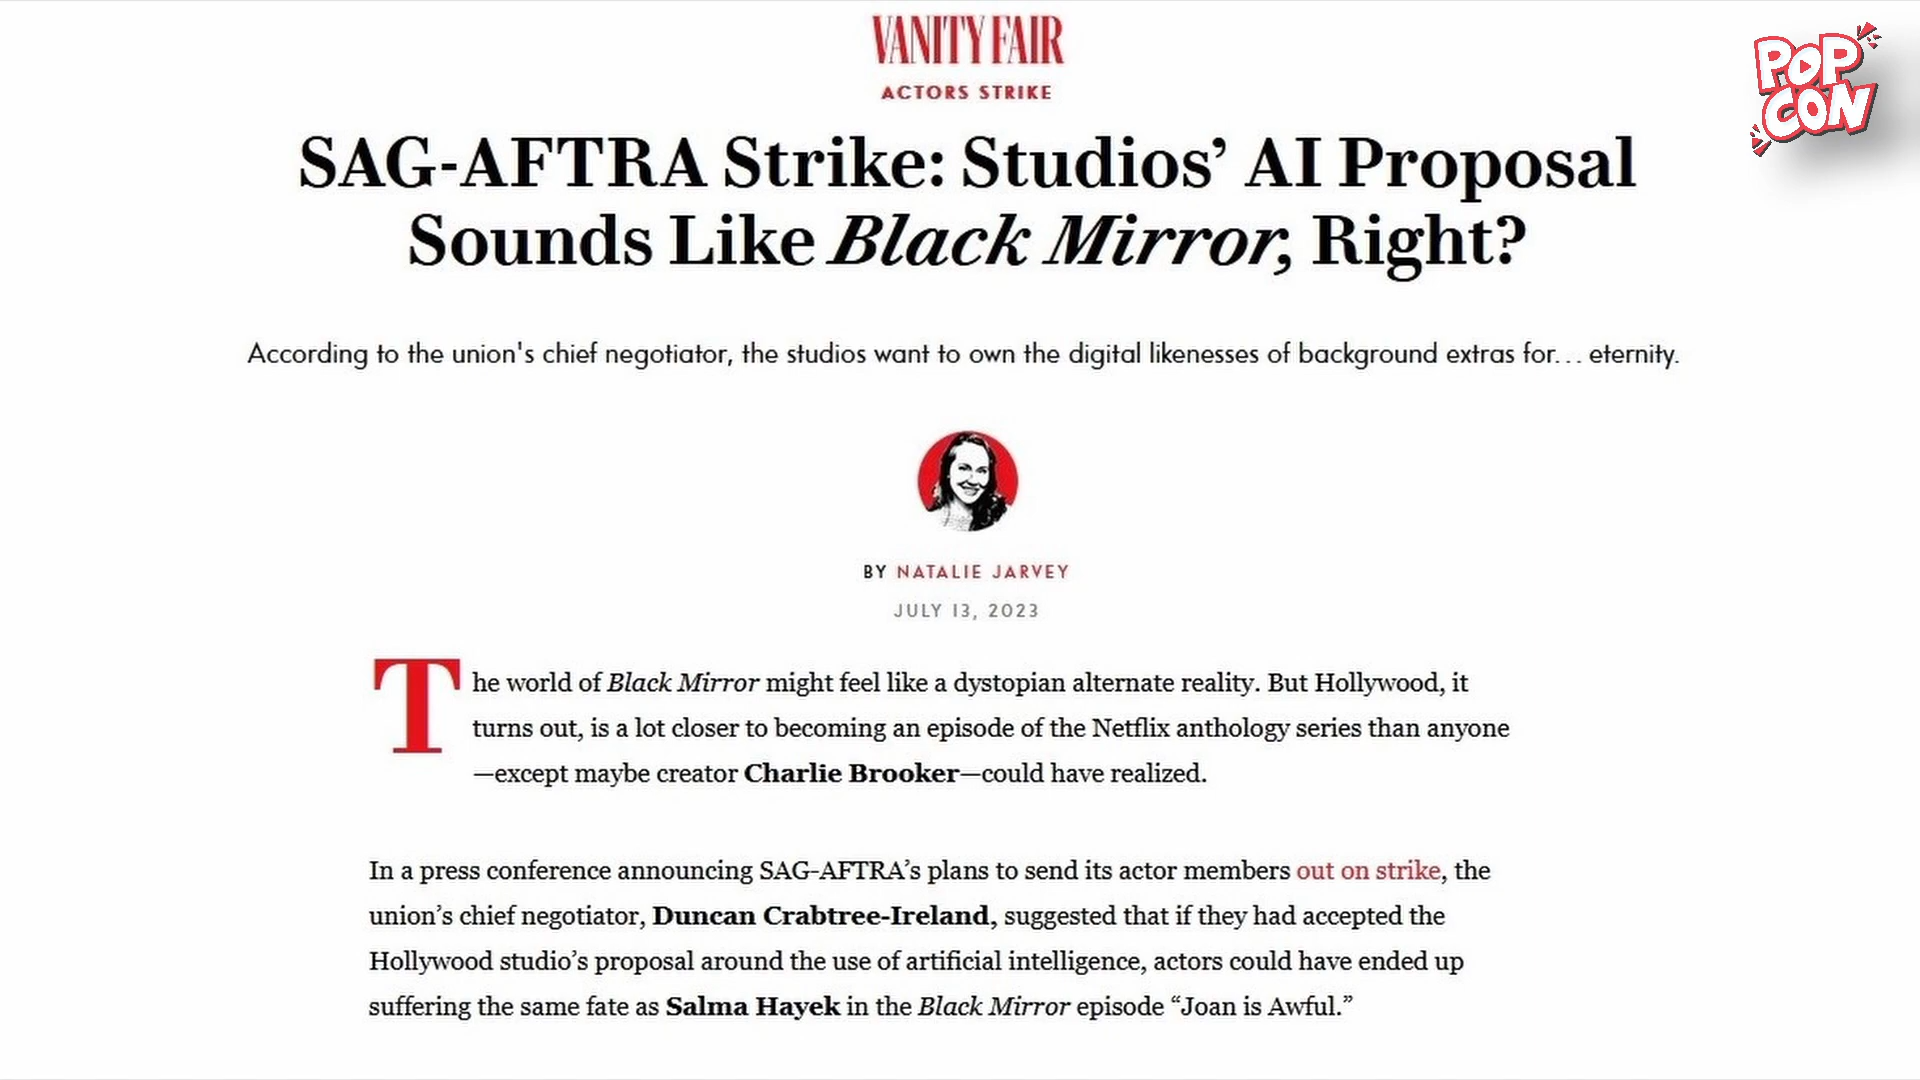 VANITY FAIR
ACTORS STRIKE
POP
CON
SAG-AFTRA Strike: Studios’ AI Proposal
Sounds Like Black Mirror, Right?
According to the union's chief negotiator, the studios want to own the digital likenesses of background extras for... eternity.
BY NATALIE JARVEY
JULY 13, 2023
The world of Black Mirror might feel like a dystopian alternate reality. But Hollywood, it
turns out, is a lot closer to becoming an episode of the Netflix anthology series than anyone
—except maybe creator Charlie Brooker—could have realized.
In a press conference announcing SAG-AFTRA’s plans to send its actor members out on strike, the
union’s chief negotiator, Duncan Crabtree-Ireland, suggested that if they had accepted the
Hollywood studio’s proposal around the use of artificial intelligence, actors could have ended up
suffering the same fate as Salma Hayek in the Black Mirror episode “Joan is Awful.”